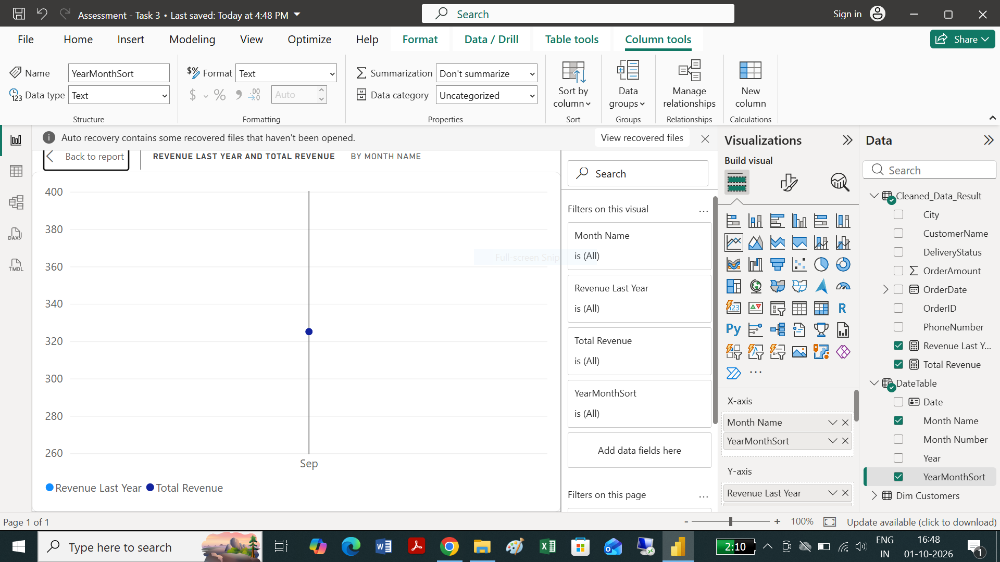 Assessment - Task 3 • Last saved: Today at 4:48 PM
Search
Sign in
File Home Insert Modeling View Optimize Help Format Data / Drill Table tools Column tools
Share
Name YearMonthSort
Data type Text
Structure
Format Text
$ % 9 .00 Auto
Formatting
Summarization Don't summarize
Data category Uncategorized
Properties
Sort by column
Sort
Data groups
Groups
Manage relationships
Relationships
New column
Calculations
Auto recovery contains some recovered files that haven't been opened.
View recovered files
Back to report
REVENUE LAST YEAR AND TOTAL REVENUE BY MONTH NAME
400
380
360
340
320
300
280
260
Sep
Revenue Last Year Total Revenue
Full-screen Snip
Search
Filters on this visual ...
Month Name
is (All)
Revenue Last Year
is (All)
Total Revenue
is (All)
YearMonthSort
is (All)
Add data fields here
Filters on this page ...
Visualizations
Build visual
123
R
Py
...
X-axis
Month Name
YearMonthSort
Y-axis
Revenue Last Year
Data
Search
Cleaned_Data_Result
City
CustomerName
DeliveryStatus
OrderAmount
OrderDate
OrderID
PhoneNumber
Revenue Last Y...
Total Revenue
DateTable
Date
Month Name
Month Number
Year
YearMonthSort
Dim Customers
DAX
TMDL
Page 1 of 1
- + 100%
Update available (click to download)
Type here to search
2:10
ENG
IN
16:48
01-10-2026
1